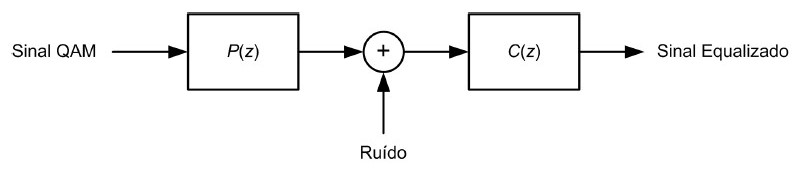 Sinal QAM
P(z)
+
C(z)
Sinal Equalizado
Ruído